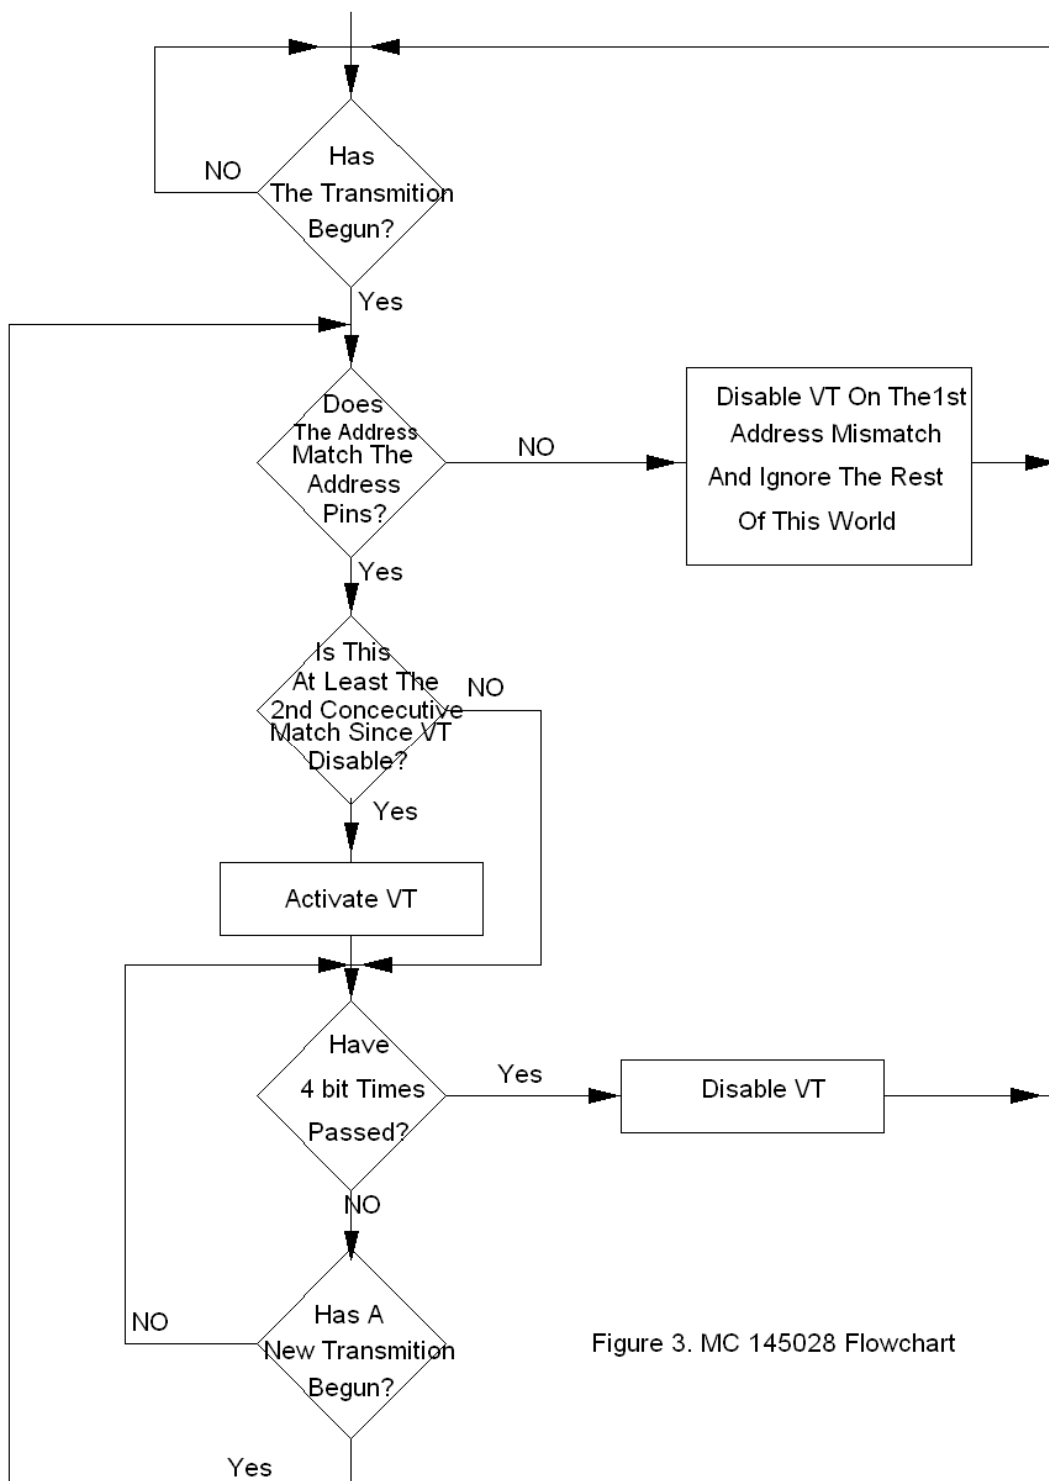 NO
Has
The Transmition
Begun?
Yes
Does
The Address
Match The
Address
Pins?
NO
Disable VT On The1st
Address Mismatch
And Ignore The Rest
Of This World
Yes
Is This
At Least The
2nd Concecutive
Match Since VT
Disable?
NO
Yes
Activate VT
Have
4 bit Times
Passed?
Yes
Disable VT
NO
Has A
New Transmition
Begun?
NO
Yes
Figure 3. MC 145028 Flowchart